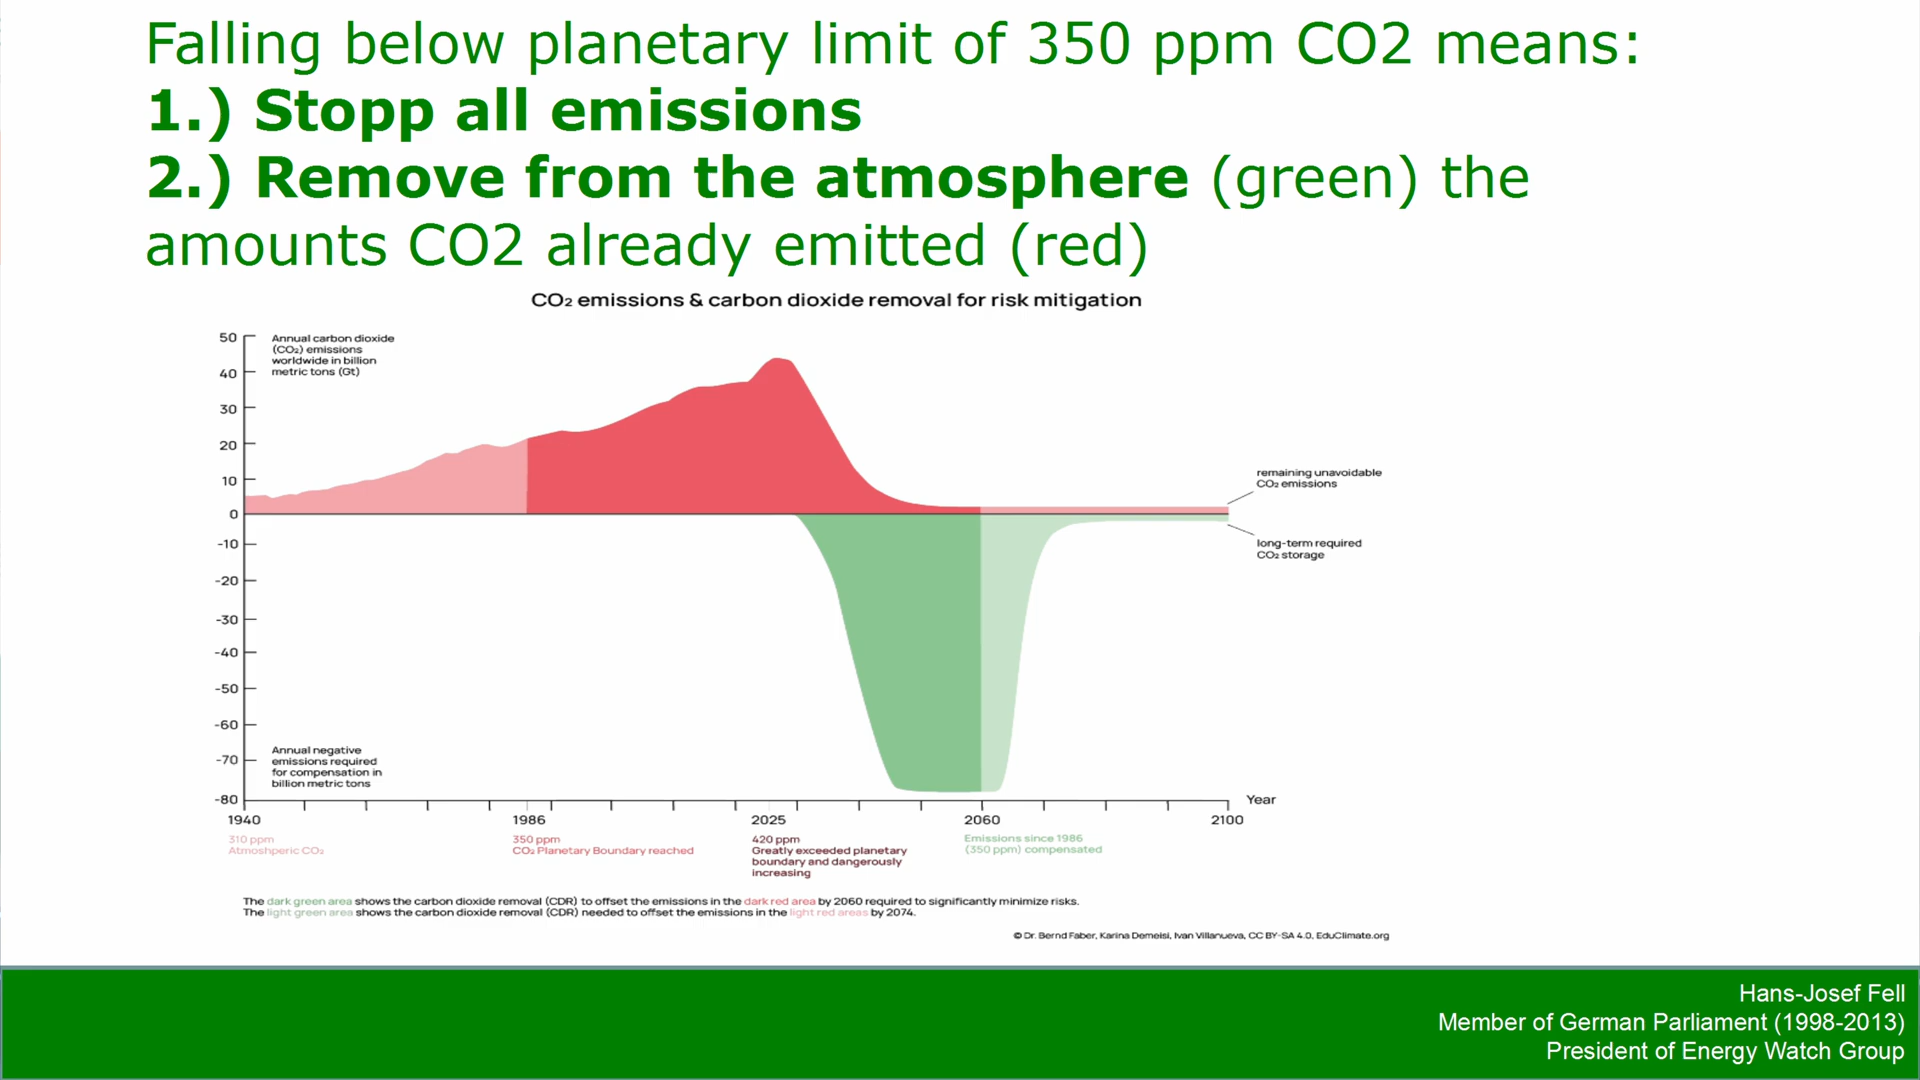 Falling below planetary limit of 350 ppm CO2 means:
1.) Stopp all emissions
2.) Remove from the atmosphere (green) the
amounts CO2 already emitted (red)
CO₂ emissions & carbon dioxide removal for risk mitigation
50
40
30
20
10
0
-10
-20
-30
-40
-50
-60
-70
-80
Annual carbon dioxide
(CO₂) emissions
worldwide in billion
metric tons (Gt)
remaining unavoidable
CO₂ emissions
long-term required
CO₂ storage
Annual negative
emissions required
for compensation in
billion metric tons
Year
1940
1986
2025
2060
2100
310 ppm
Atmoshperic CO₂
350 ppm
CO₂ Planetary Boundary reached
420 ppm
Greatly exceeded planetary
boundary and dangerously
increasing
Emissions since 1986
(350 ppm) compensated
The dark green area shows the carbon dioxide removal (CDR) to offset the emissions in the dark red area by 2060 required to significantly minimize risks.
The light green area shows the carbon dioxide removal (CDR) needed to offset the emissions in the light red areas by 2074.
© Dr. Bernd Faber, Karina Demeisi, Ivan Villanueva, CC BY-SA 4.0, EduClimate.org
Hans-Josef Fell
Member of German Parliament (1998-2013)
President of Energy Watch Group